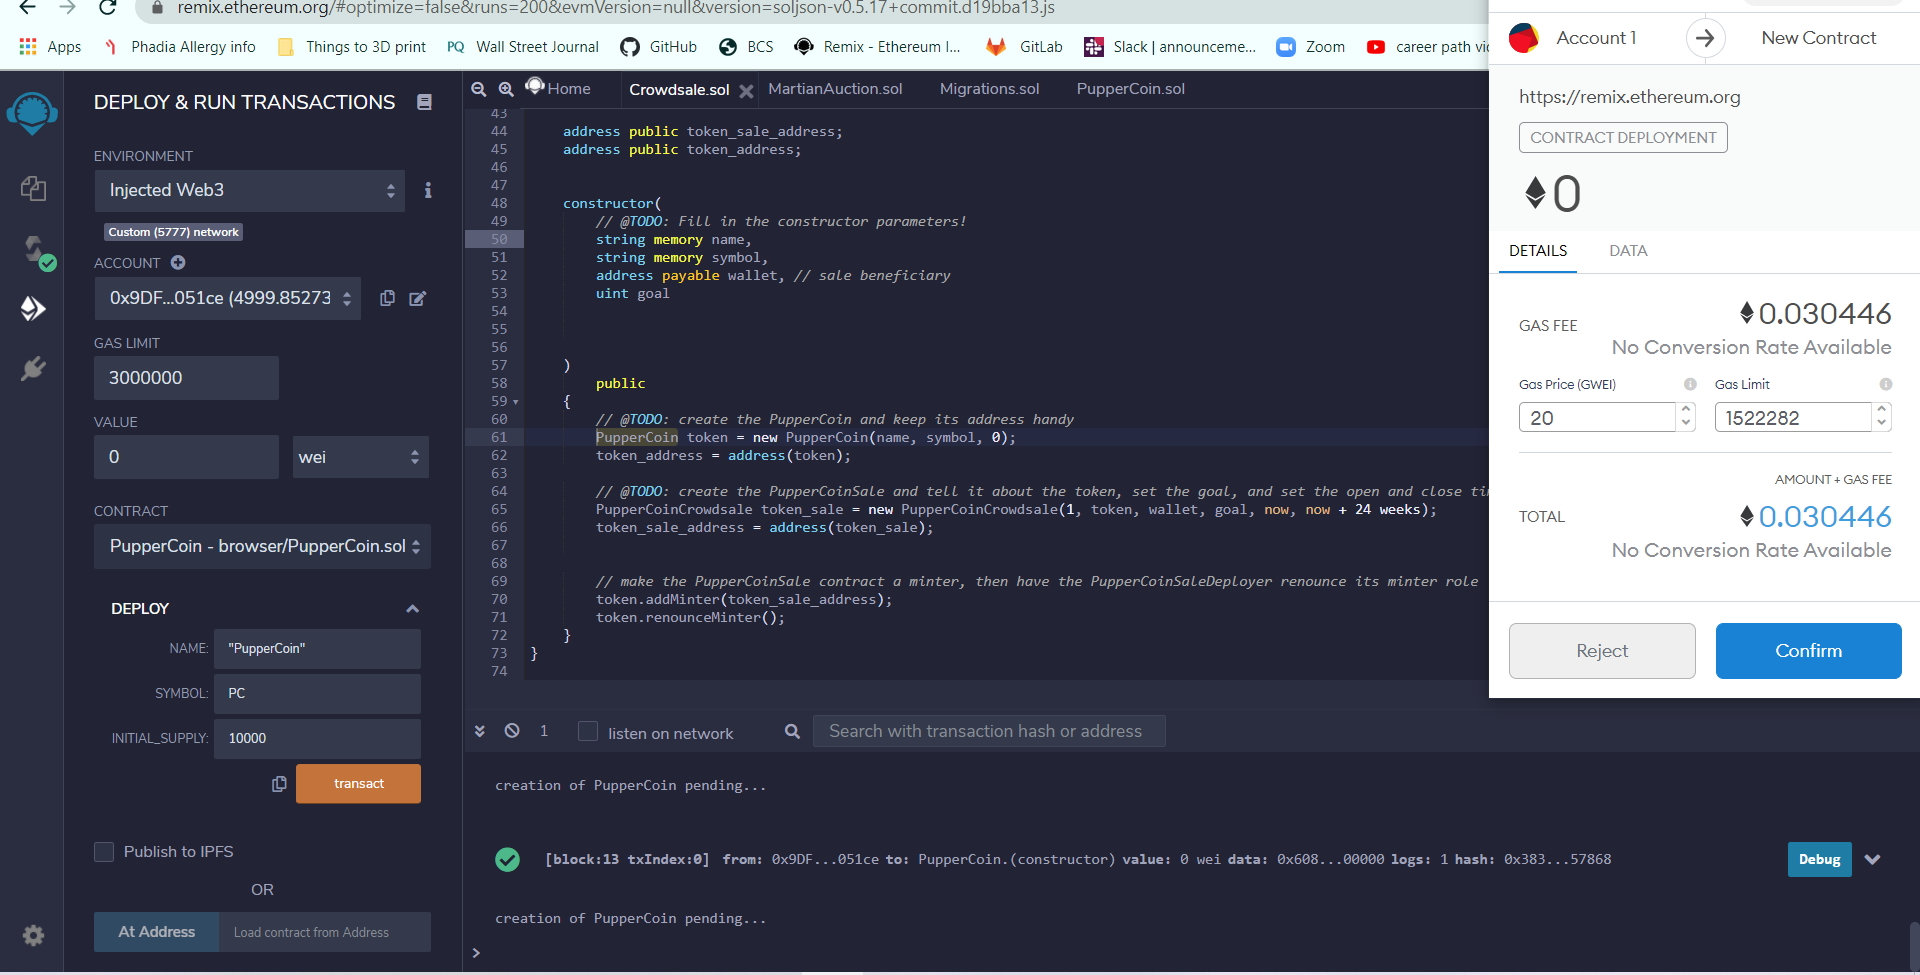 remix.ethereum.org/#optimize=false&runs=200&evmVersion=null&version=soljson-v0.5.17+commit.d19bba13.js
Apps
Phadia Allergy info
Things to 3D print
PQ Wall Street Journal
GitHub
BCS
Remix - Ethereum I...
GitLab
Slack | announceme...
Zoom
career path vi
DEPLOY & RUN TRANSACTIONS
ENVIRONMENT
Injected Web3
i
Custom (5777) network
ACCOUNT
0x9DF...051ce (4999.85273
GAS LIMIT
3000000
VALUE
0
wei
CONTRACT
PupperCoin - browser/PupperCoin.sol
DEPLOY
NAME: "PupperCoin"
SYMBOL: PC
INITIAL_SUPPLY: 10000
transact
Publish to IPFS
OR
At Address
Load contract from Address
Home
Crowdsale.sol
MartianAuction.sol
Migrations.sol
PupperCoin.sol
43
44 address public token_sale_address;
45 address public token_address;
46
47
48 constructor(
49 // @TODO: Fill in the constructor parameters!
50 string memory name,
51 string memory symbol,
52 address payable wallet, // sale beneficiary
53 uint goal
54
55
56
57 )
58 public
59 {
60 // @TODO: create the PupperCoin and keep its address handy
61 PupperCoin token = new PupperCoin(name, symbol, 0);
62 token_address = address(token);
63
64 // @TODO: create the PupperCoinSale and tell it about the token, set the goal, and set the open and close ti
65 PupperCoinCrowdsale token_sale = new PupperCoinCrowdsale(1, token, wallet, goal, now, now + 24 weeks);
66 token_sale_address = address(token_sale);
67
68
69 // make the PupperCoinSale contract a minter, then have the PupperCoinSaleDeployer renounce its minter role
70 token.addMinter(token_sale_address);
71 token.renounceMinter();
72 }
73 }
74
1
listen on network
Search with transaction hash or address
creation of PupperCoin pending...
[block:13 txIndex:0] from: 0x9DF...051ce to: PupperCoin.(constructor) value: 0 wei data: 0x608...00000 logs: 1 hash: 0x383...57868
Debug
creation of PupperCoin pending...
>
Account 1
New Contract
https://remix.ethereum.org
CONTRACT DEPLOYMENT
0
DETAILS
DATA
GAS FEE
0.030446
No Conversion Rate Available
Gas Price (GWEI)
Gas Limit
20
1522282
AMOUNT + GAS FEE
TOTAL
0.030446
No Conversion Rate Available
Reject
Confirm